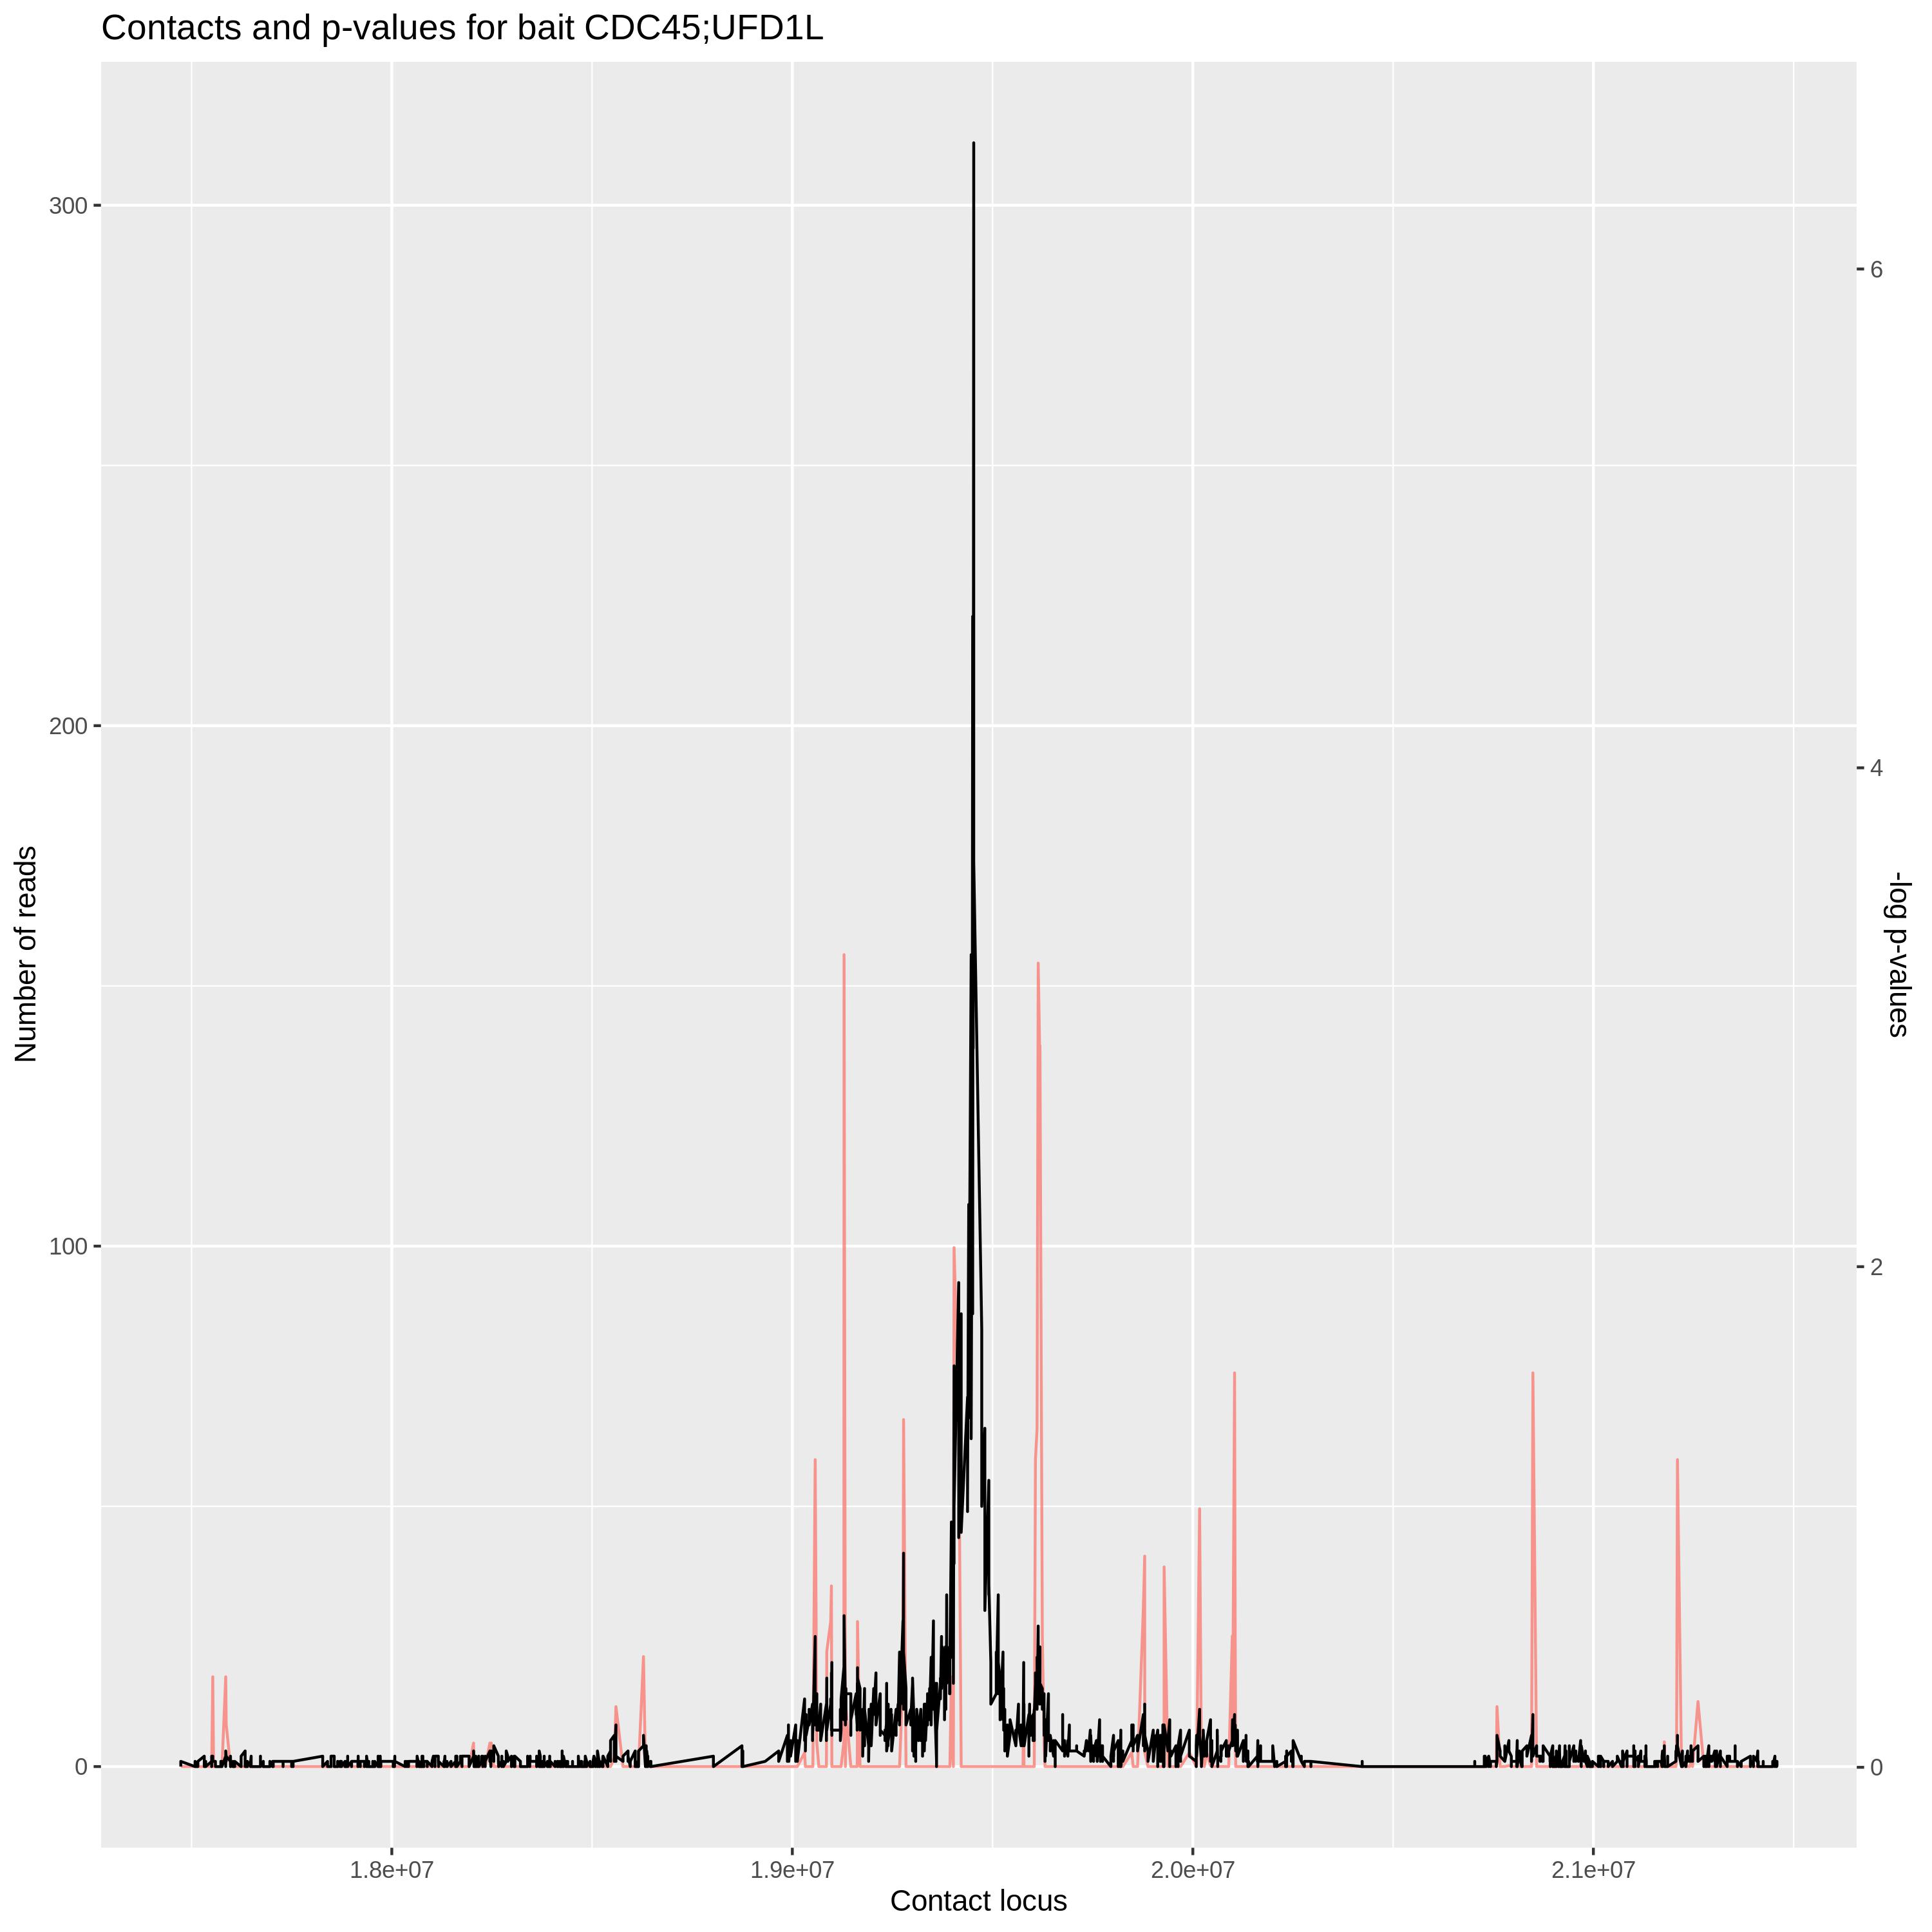 Contacts and p-values for bait CDC45;UFD1L
300
200
100
0
Number of reads
6
4
2
0
-log p-values
1.8e+07
1.9e+07
2.0e+07
2.1e+07
Contact locus